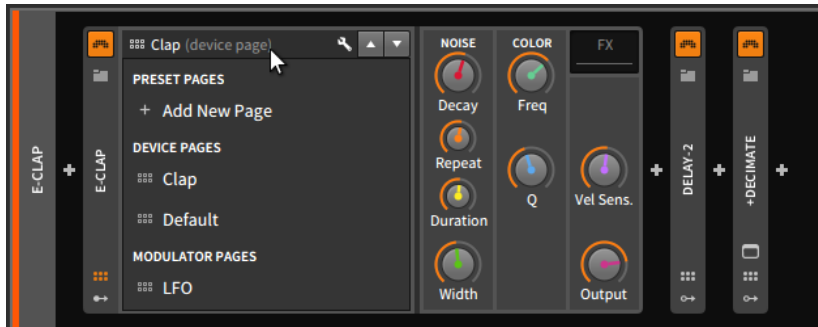 E-CLAP
E-CLAP
Clap (device page)
PRESET PAGES
+ Add New Page
DEVICE PAGES
Clap
Default
MODULATOR PAGES
LFO
NOISE
Decay
Repeat
Duration
Width
COLOR
Freq
Q
FX
Vel Sens.
Output
DELAY-2
+DECIMATE